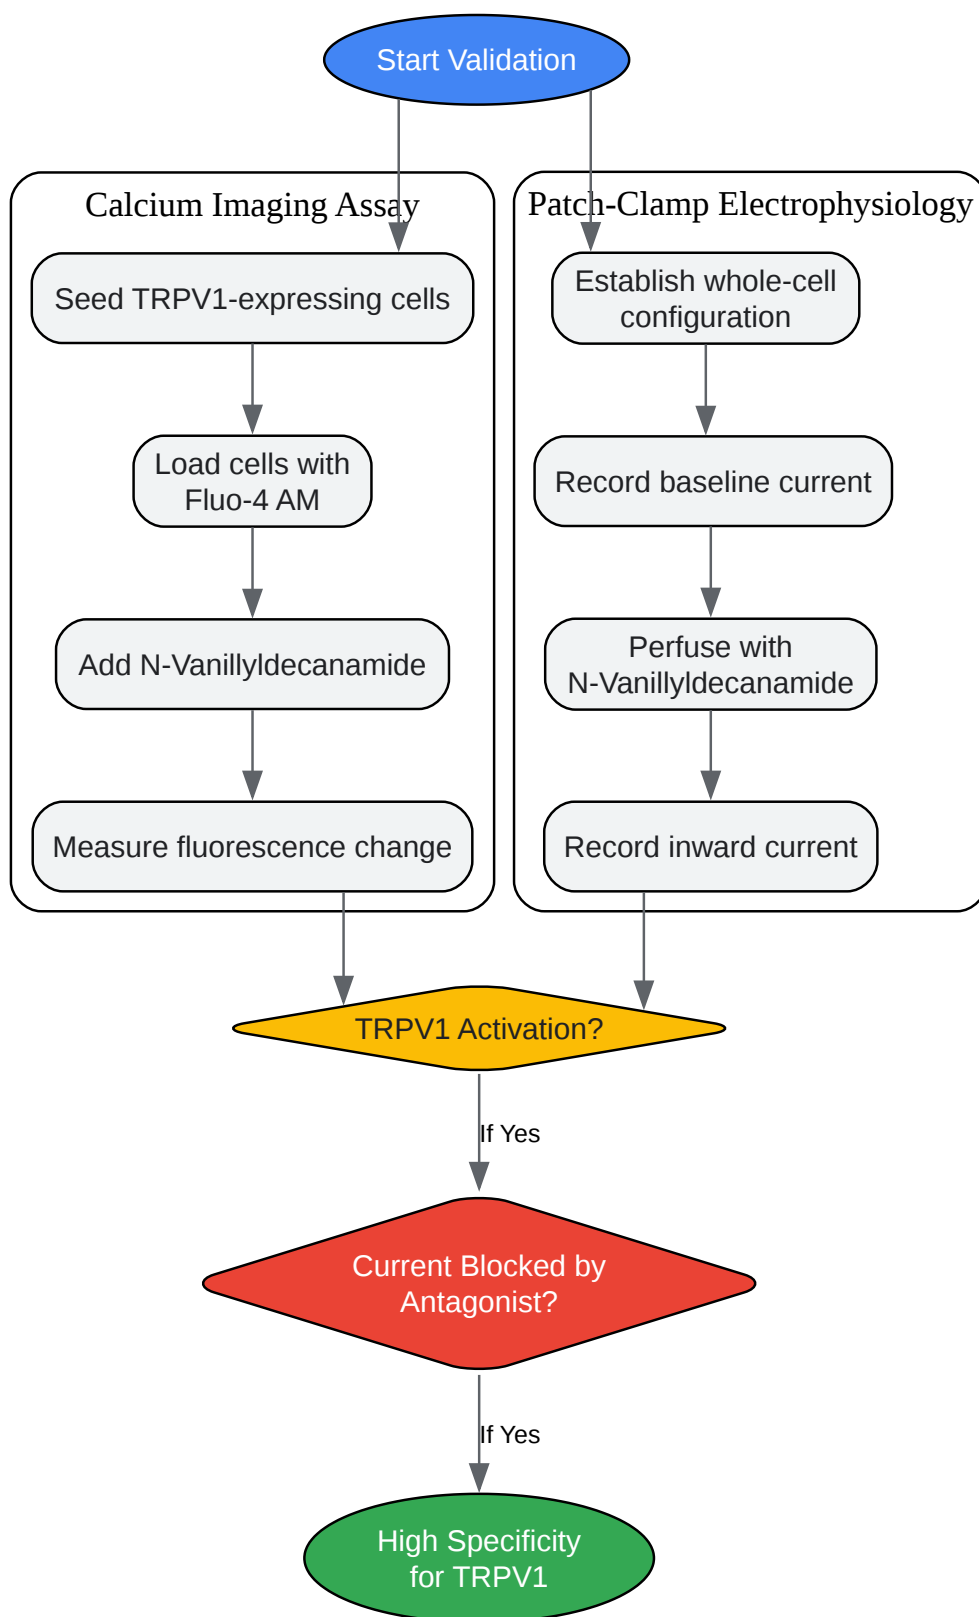 Start Validation
Calcium Imaging Assay
Seed TRPV1-expressing cells
Load cells with
Fluo-4 AM
Add N-Vanillyldecanamide
Measure fluorescence change
Patch-Clamp Electrophysiology
Establish whole-cell
configuration
Record baseline current
Perfuse with
N-Vanillyldecanamide
Record inward current
TRPV1 Activation?
If Yes
Current Blocked by
Antagonist?
If Yes
High Specificity
for TRPV1